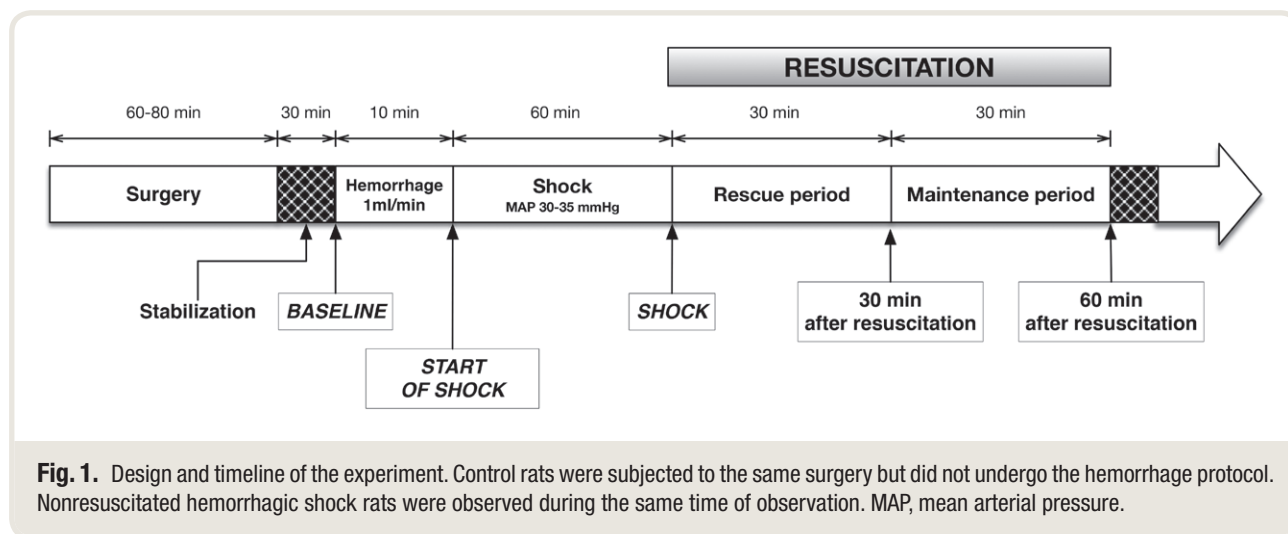 RESUSCITATION
60-80 min 30 min 10 min 60 min 30 min 30 min
Surgery
Hemorrhage
1ml/min
Shock
MAP 30-35 mmHg
Rescue period
Maintenance period
Stabilization
BASELINE
START
OF SHOCK
SHOCK
30 min
after resuscitation
60 min
after resuscitation
Fig. 1. Design and timeline of the experiment. Control rats were subjected to the same surgery but did not undergo the hemorrhage protocol.
Nonresuscitated hemorrhagic shock rats were observed during the same time of observation. MAP, mean arterial pressure.